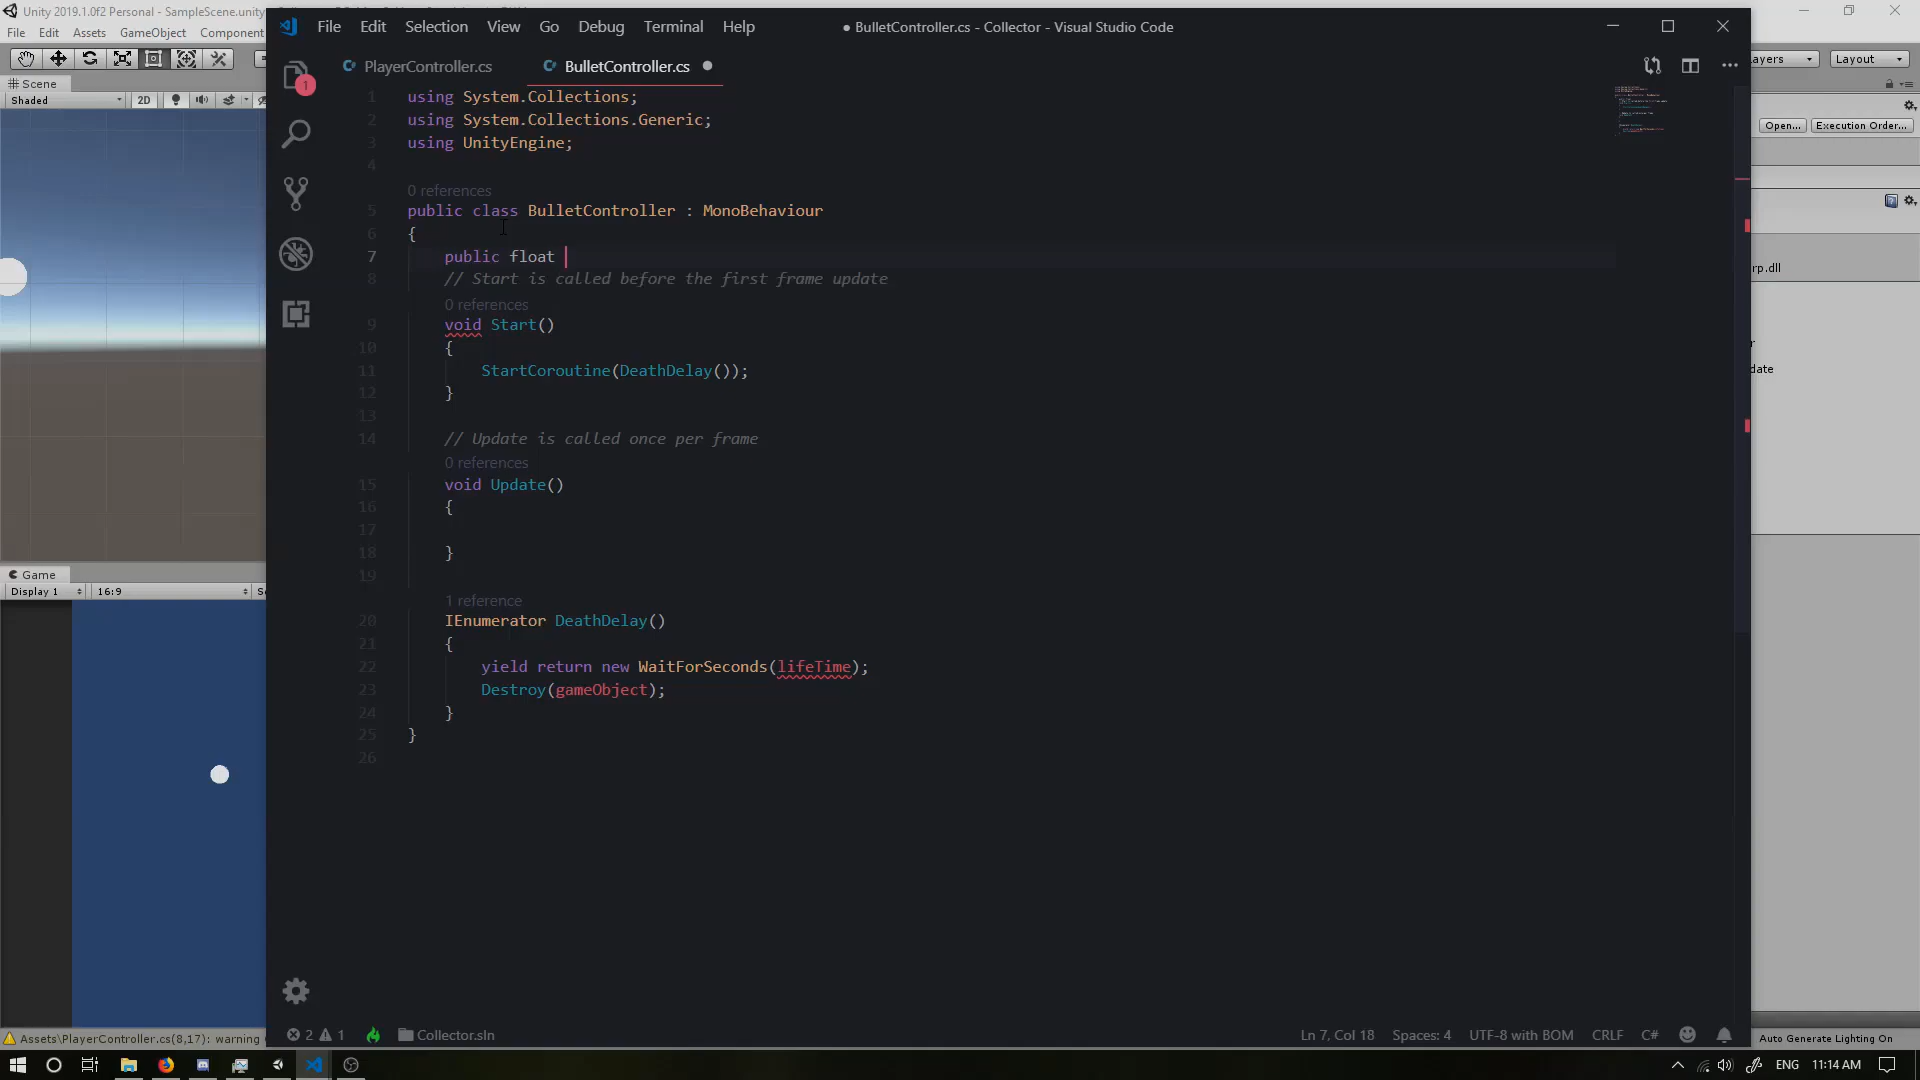 Unity 2019.1.0f2 Personal - SampleScene.unity
File Edit Assets GameObject Component
Scene
Shaded 2D
Game
Display 1 16:9
Assets\PlayerController.cs(8,17): warning
File Edit Selection View Go Debug Terminal Help
● BulletController.cs - Collector - Visual Studio Code
1
PlayerController.cs BulletController.cs
1 using System.Collections;
2 using System.Collections.Generic;
3 using UnityEngine;
4
0 references
5 public class BulletController : MonoBehaviour
6 {
7 public float
8 // Start is called before the first frame update
0 references
9 void Start()
10 {
11 StartCoroutine(DeathDelay());
12 }
13
14 // Update is called once per frame
0 references
15 void Update()
16 {
17
18 }
19
1 reference
20 IEnumerator DeathDelay()
21 {
22 yield return new WaitForSeconds(lifeTime);
23 Destroy(gameObject);
24 }
25 }
26
2 1 Collector.sln Ln 7, Col 18 Spaces: 4 UTF-8 with BOM CRLF C#
ayers Layout
Open... Execution Order...
rp.dll
date
Auto Generate Lighting On
ENG 11:14 AM